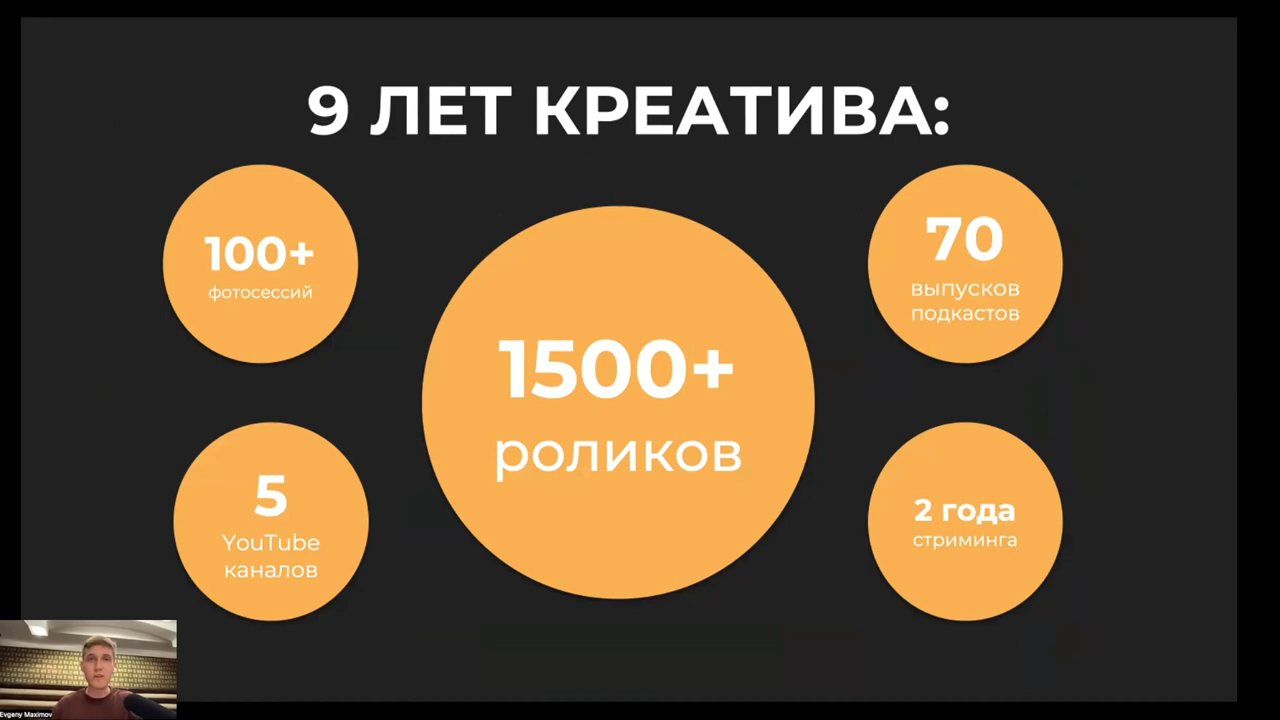 9 ЛЕТ КРЕАТИВА:
100+
фотосессий
1500+
роликов
70
выпусков
подкастов
5
YouTube
каналов
2 года
стриминга
Evgeny Maximov